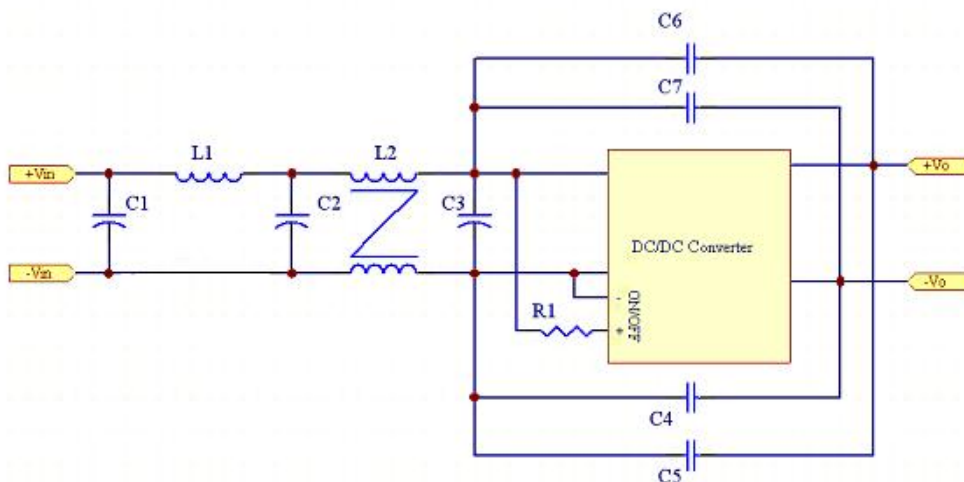 C6
C7
L1
L2
+Vin
+Vo
C1
C2
C3
DC/DC Converter
-Vin
-Vo
-
ON/OFF
R1
+
C4
C5